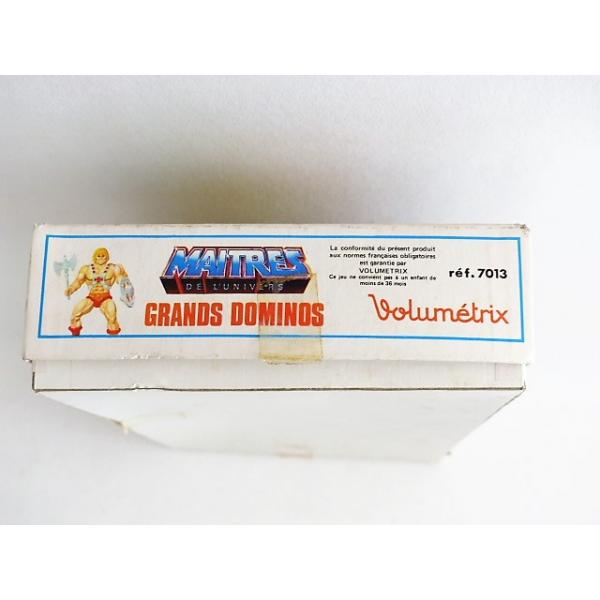 MAITRES
DE L'UNIVERS
GRANDS DOMINOS
La conformité du présent produit
aux normes françaises obligatoires
est garantie par
VOLUMETRIX
Ce jeu ne convient pas à un enfant de
moins de 36 mois
réf. 7013
Volumétrix